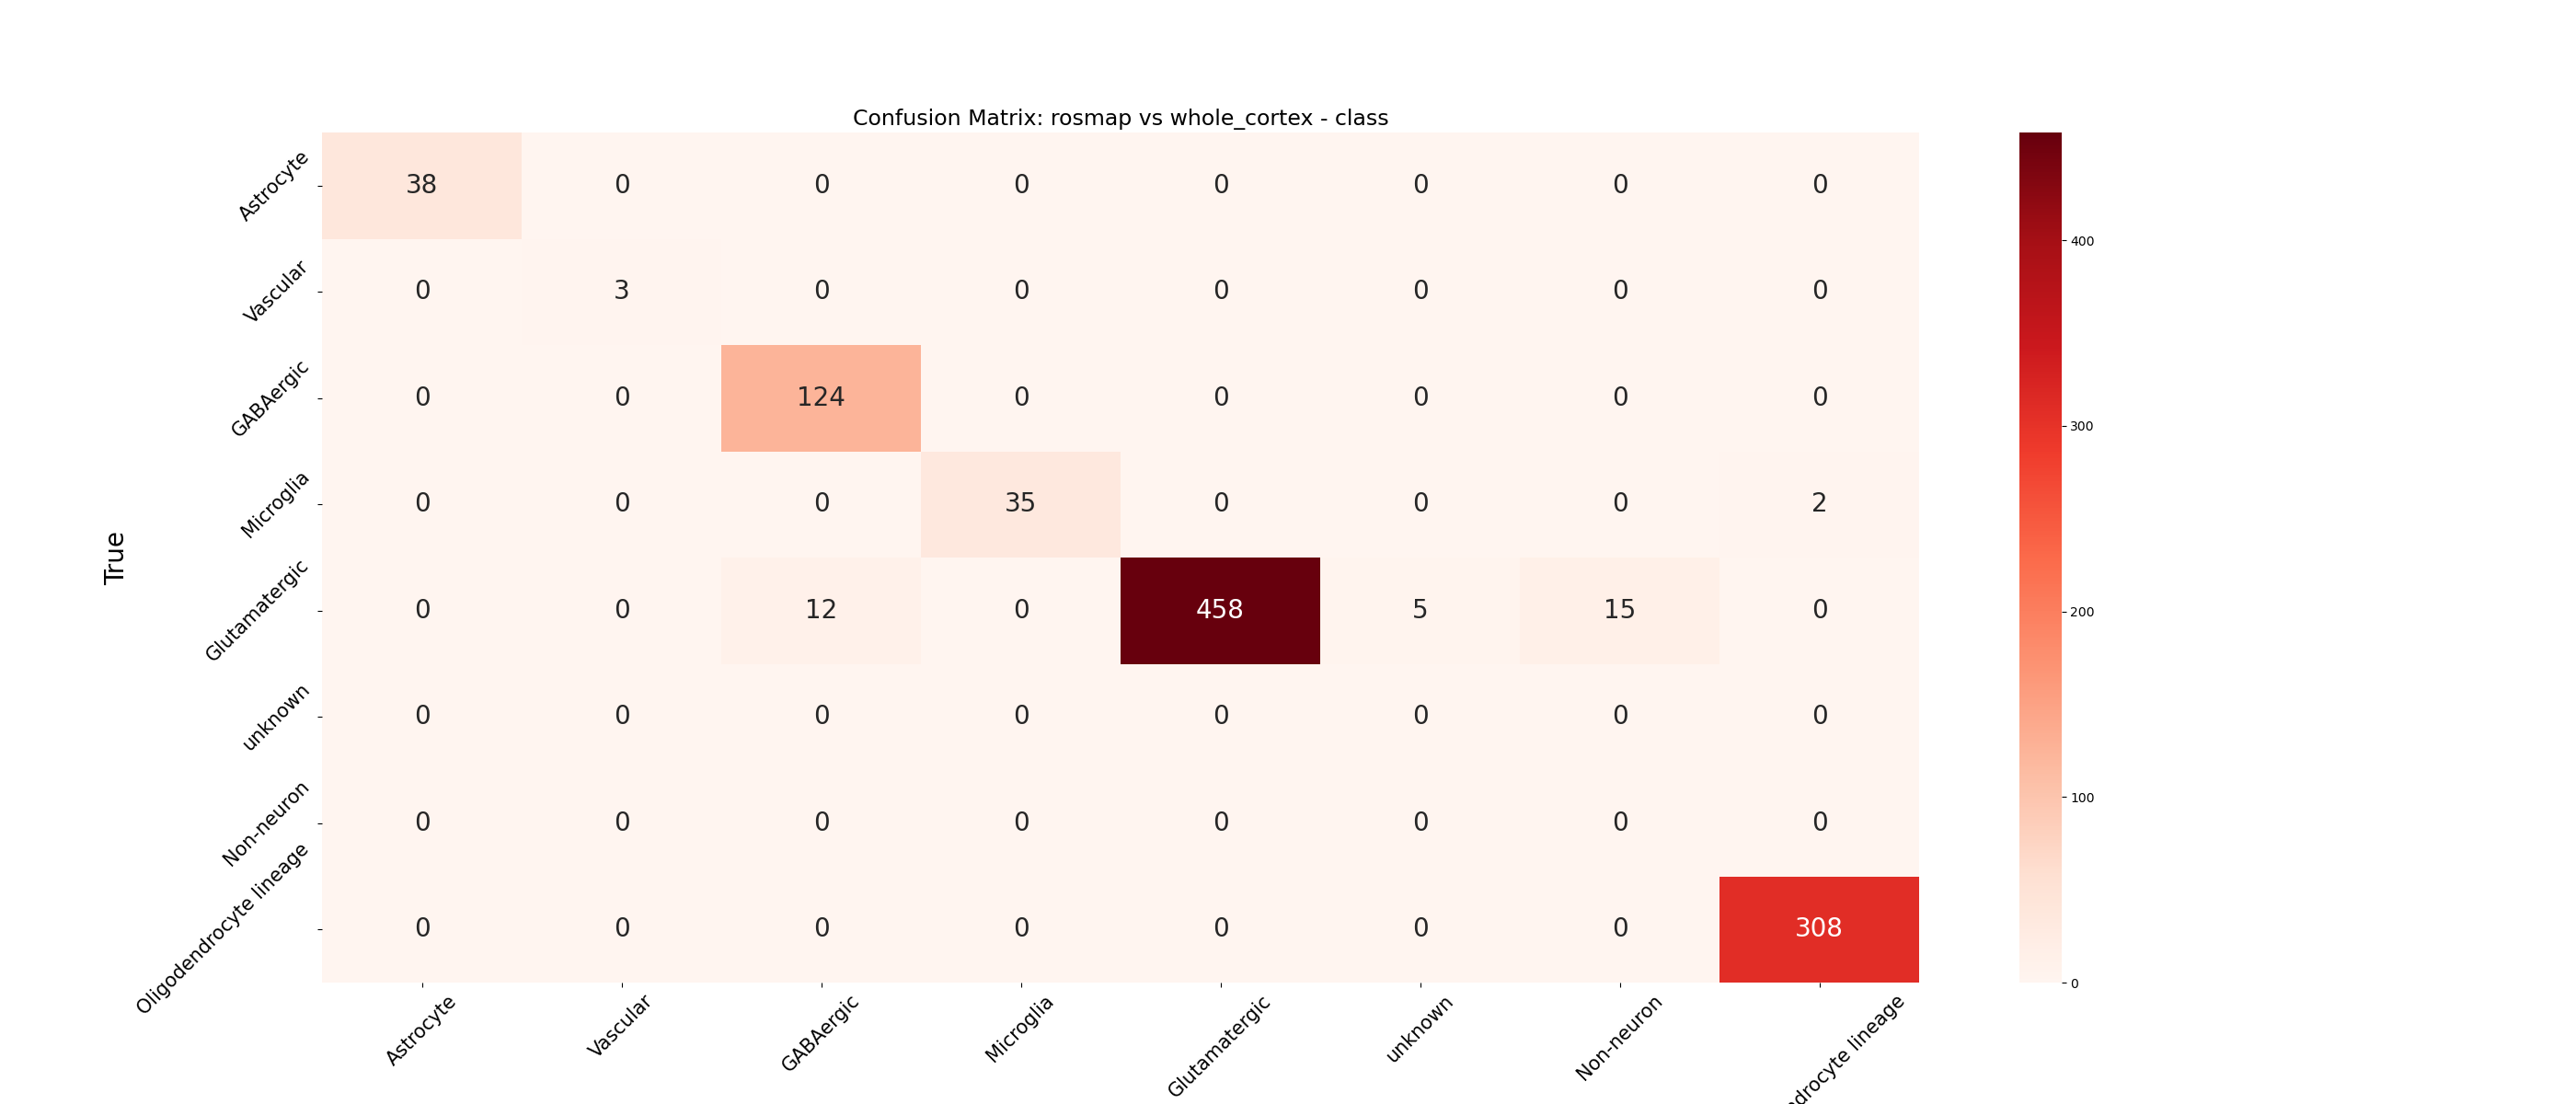 Confusion Matrix: rosmap vs whole_cortex - class
True
Astrocyte 38 0 0 0 0 0 0 0
Vascular 0 3 0 0 0 0 0 0
GABAergic 0 0 124 0 0 0 0 0
Microglia 0 0 0 35 0 0 0 2
Glutamatergic 0 0 12 0 458 5 15 0
unknown 0 0 0 0 0 0 0 0
Non-neuron 0 0 0 0 0 0 0 0
Oligodendrocyte lineage 0 0 0 0 0 0 0 308
Astrocyte Vascular GABAergic Microglia Glutamatergic unknown Non-neuron lineage
400
300
200
100
0